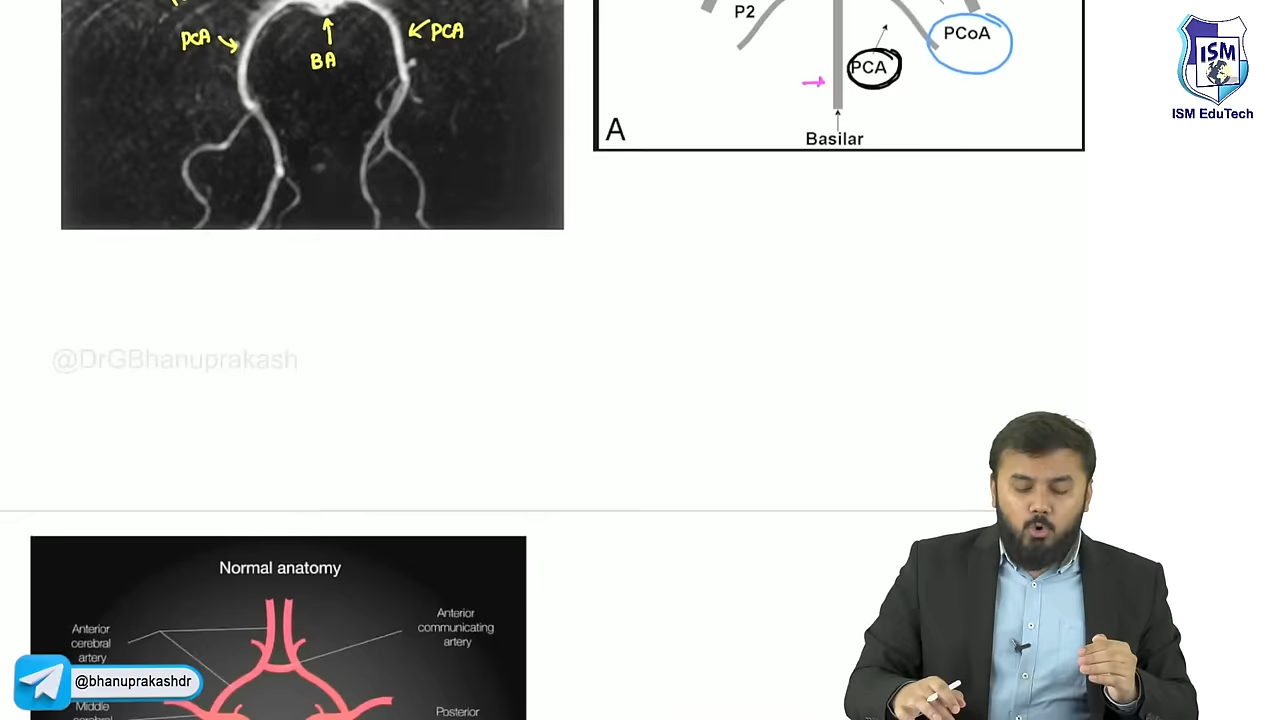 P2
PCoA
PCA
PCA
PCA
BA
A
Basilar
ISM
ISM EduTech
@DrGBhanuprakash
Normal anatomy
Anterior
cerebral
artery
Anterior
communicating
artery
@bhanuprakashdr
Middle
Posterior